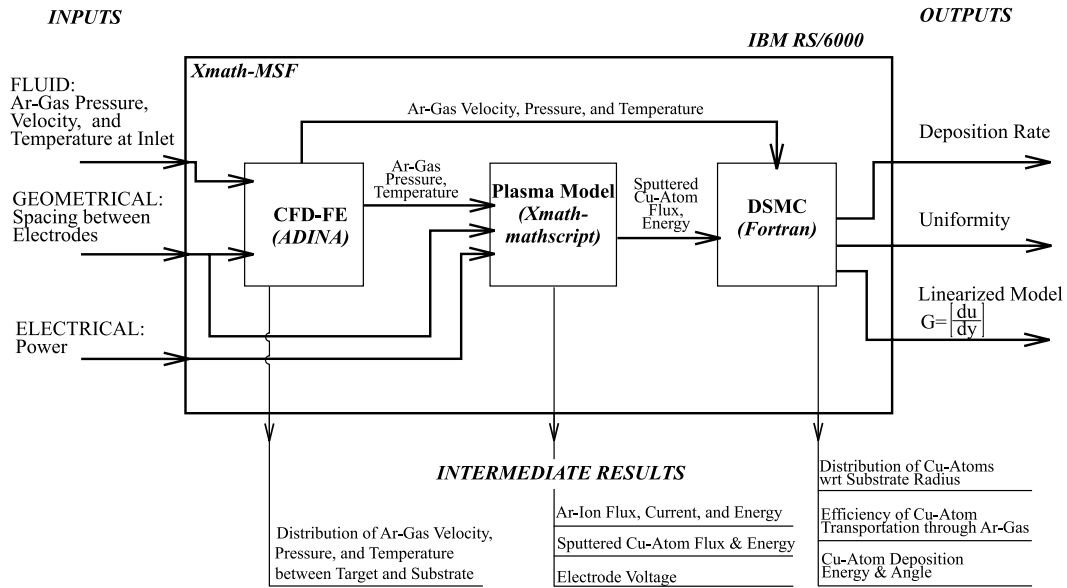 INPUTS
OUTPUTS
IBM RS/6000
Xmath-MSF
FLUID:
Ar-Gas Pressure,
Velocity, and
Temperature at Inlet
GEOMETRICAL:
Spacing between
Electrodes
ELECTRICAL:
Power
Ar-Gas Velocity, Pressure, and Temperature
CFD-FE
(ADINA)
Ar-Gas
Pressure,
Temperature
Plasma Model
(Xmath-
mathscript)
Sputtered
Cu-Atom
Flux,
Energy
DSMC
(Fortran)
Deposition Rate
Uniformity
Linearized Model
G=[du/dy]
INTERMEDIATE RESULTS
Distribution of Ar-Gas Velocity,
Pressure, and Temperature
between Target and Substrate
Ar-Ion Flux, Current, and Energy
Sputtered Cu-Atom Flux & Energy
Electrode Voltage
Distribution of Cu-Atoms
wrt Substrate Radius
Efficiency of Cu-Atom
Transportation through Ar-Gas
Cu-Atom Deposition
Energy & Angle